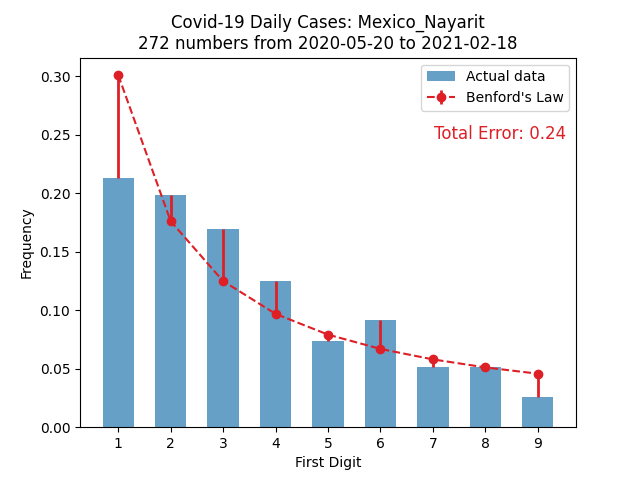 Covid-19 Daily Cases: Mexico_Nayarit
272 numbers from 2020-05-20 to 2021-02-18
Actual data
Benford's Law
Total Error: 0.24
0.30
0.25
0.20
0.15
0.10
0.05
0.00
Frequency
1 2 3 4 5 6 7 8 9
First Digit